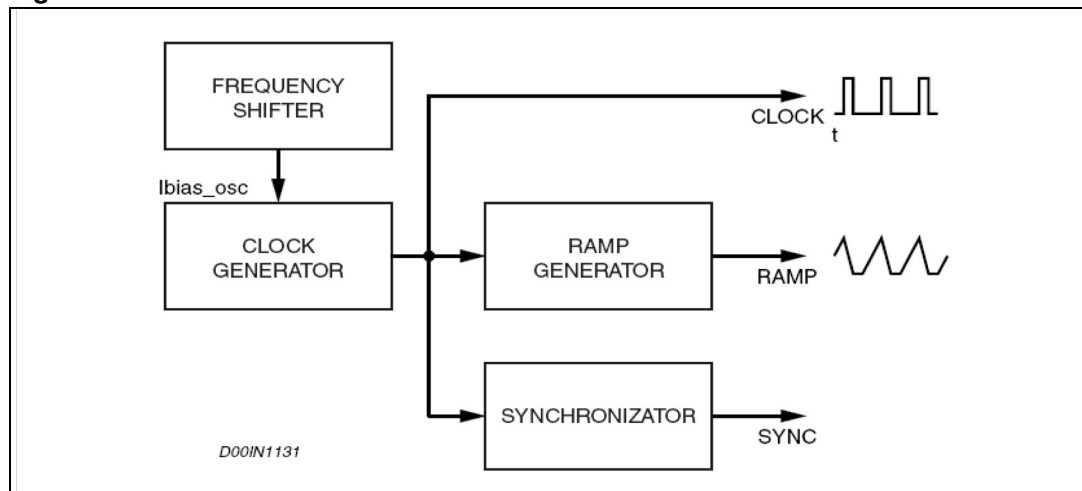 FREQUENCY
SHIFTER
CLOCK
t
Ibias_osc
CLOCK
GENERATOR
RAMP
GENERATOR
RAMP
SYNCHRONIZATOR
SYNC
D00IN1131